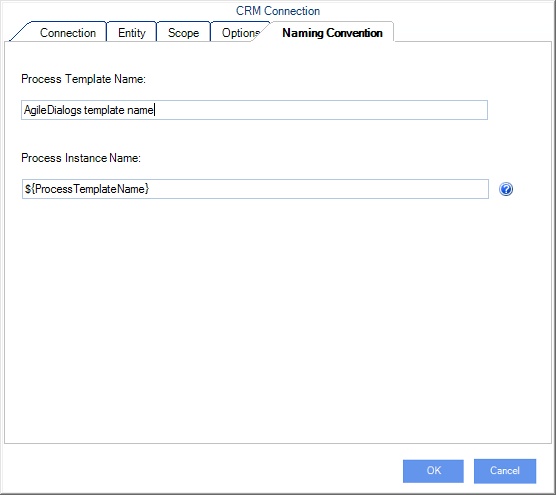 CRM Connection
Connection Entity Scope Options Naming Convention
Process Template Name:
AgileDialogs template name
Process Instance Name:
${ProcessTemplateName}
?
OK Cancel